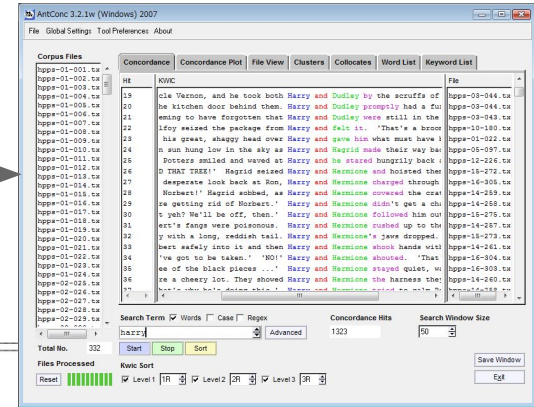 AntConc 3.2.1w (Windows) 2007
File Global Settings Tool Preferences About
Corpus Files
Concordance Concordance Plot File View Clusters Collocates Word List Keyword List
Hit KWIC File
hpps-01-001.tx
hpps-01-002.tx
hpps-01-003.tx
hpps-01-004.tx
hpps-01-005.tx
hpps-01-006.tx
hpps-01-007.tx
hpps-01-008.tx
hpps-01-009.tx
hpps-01-010.tx
hpps-01-011.tx
hpps-01-012.tx
hpps-01-013.tx
hpps-01-014.tx
hpps-01-015.tx
hpps-01-016.tx
hpps-01-017.tx
hpps-01-018.tx
hpps-01-019.tx
hpps-02-020.tx
hpps-02-021.tx
hpps-02-022.tx
hpps-02-023.tx
hpps-02-024.tx
hpps-02-025.tx
hpps-02-026.tx
hpps-02-027.tx
hpps-02-028.tx
hpps-02-029.tx
19 cle Vernon, and he took both Harry and Dudley by the scruffs of hpps-03-044.tx
20 he kitchen door behind them. Harry and Dudley promptly had a fu hpps-03-044.tx
21 eming to have forgotten that Harry and Dudley were still in the hpps-03-043.tx
22 lfoy seized the package from Harry and felt it. 'That's a broo hpps-10-180.tx
23 his great, shaggy head over Harry and gave him what must have hpps-01-022.tx
24 n sun hung low in the sky as Harry and Hagrid made their way ba hpps-05-097.tx
25 Potters smiled and waved at Harry and he stared hungrily back hpps-12-226.tx
26 D THAT TREE!' Hagrid seized Harry and Hermione and hoisted the hpps-15-272.tx
27 desperate look back at Ron, Harry and Hermione charged through hpps-16-305.tx
28 Norbert!' Hagrid sobbed, as Harry and Hermione covered the crat hpps-14-259.tx
29 re getting rid of Norbert.' Harry and Hermione didn't get a ch hpps-14-258.tx
30 t yeh? We'll be off, then.' Harry and Hermione followed him ou hpps-15-275.tx
31 ert's fangs were poisonous. Harry and Hermione rushed up to the hpps-14-257.tx
32 y with a long, reddish tail. Harry and Hermione's jaws dropped. hpps-15-273.tx
33 bert safely into it and then Harry and Hermione shook hands wit hpps-14-261.tx
34 've got to be taken.' 'NO!' Harry and Hermione shouted. 'That hpps-16-304.tx
35 ee of the black pieces ...' Harry and Hermione stayed quiet, w hpps-16-303.tx
36 re a cheery lot. They showed Harry and Hermione the harness the hpps-14-260.tx
Search Term Words Case Regex Concordance Hits Search Window Size
harry Advanced 1323 50
Total No. 332 Start Stop Sort
Files Processed Kwic Sort Save Window
Reset Level 1 1R Level 2 2R Level 3 3R Exit